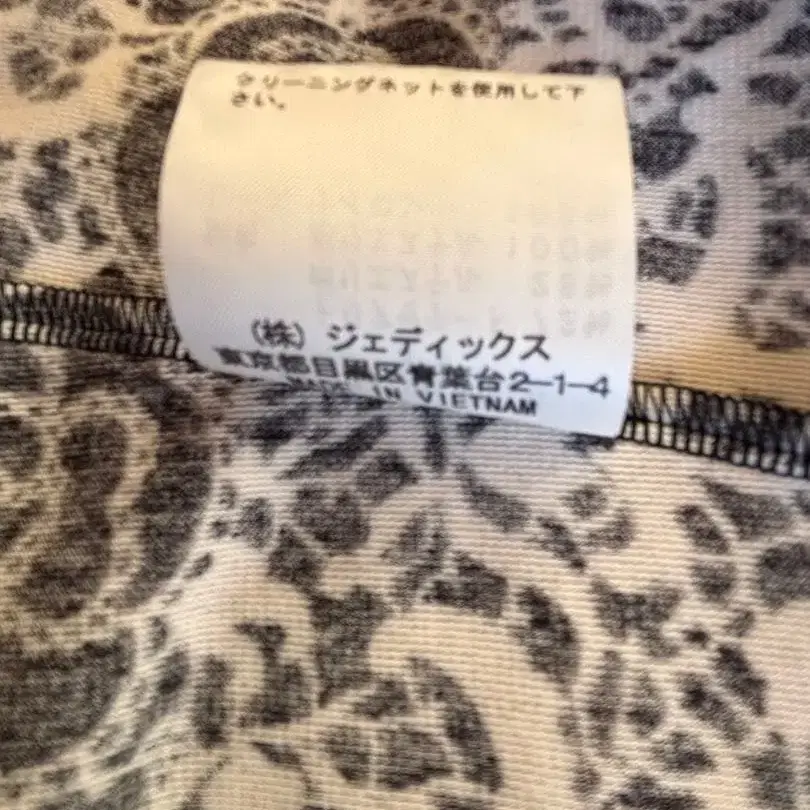 クリーニングネットを使用して下
さい。
(株) ジェディックス
東京都目黒区青葉台2-1-4
MADE IN VIETNAM